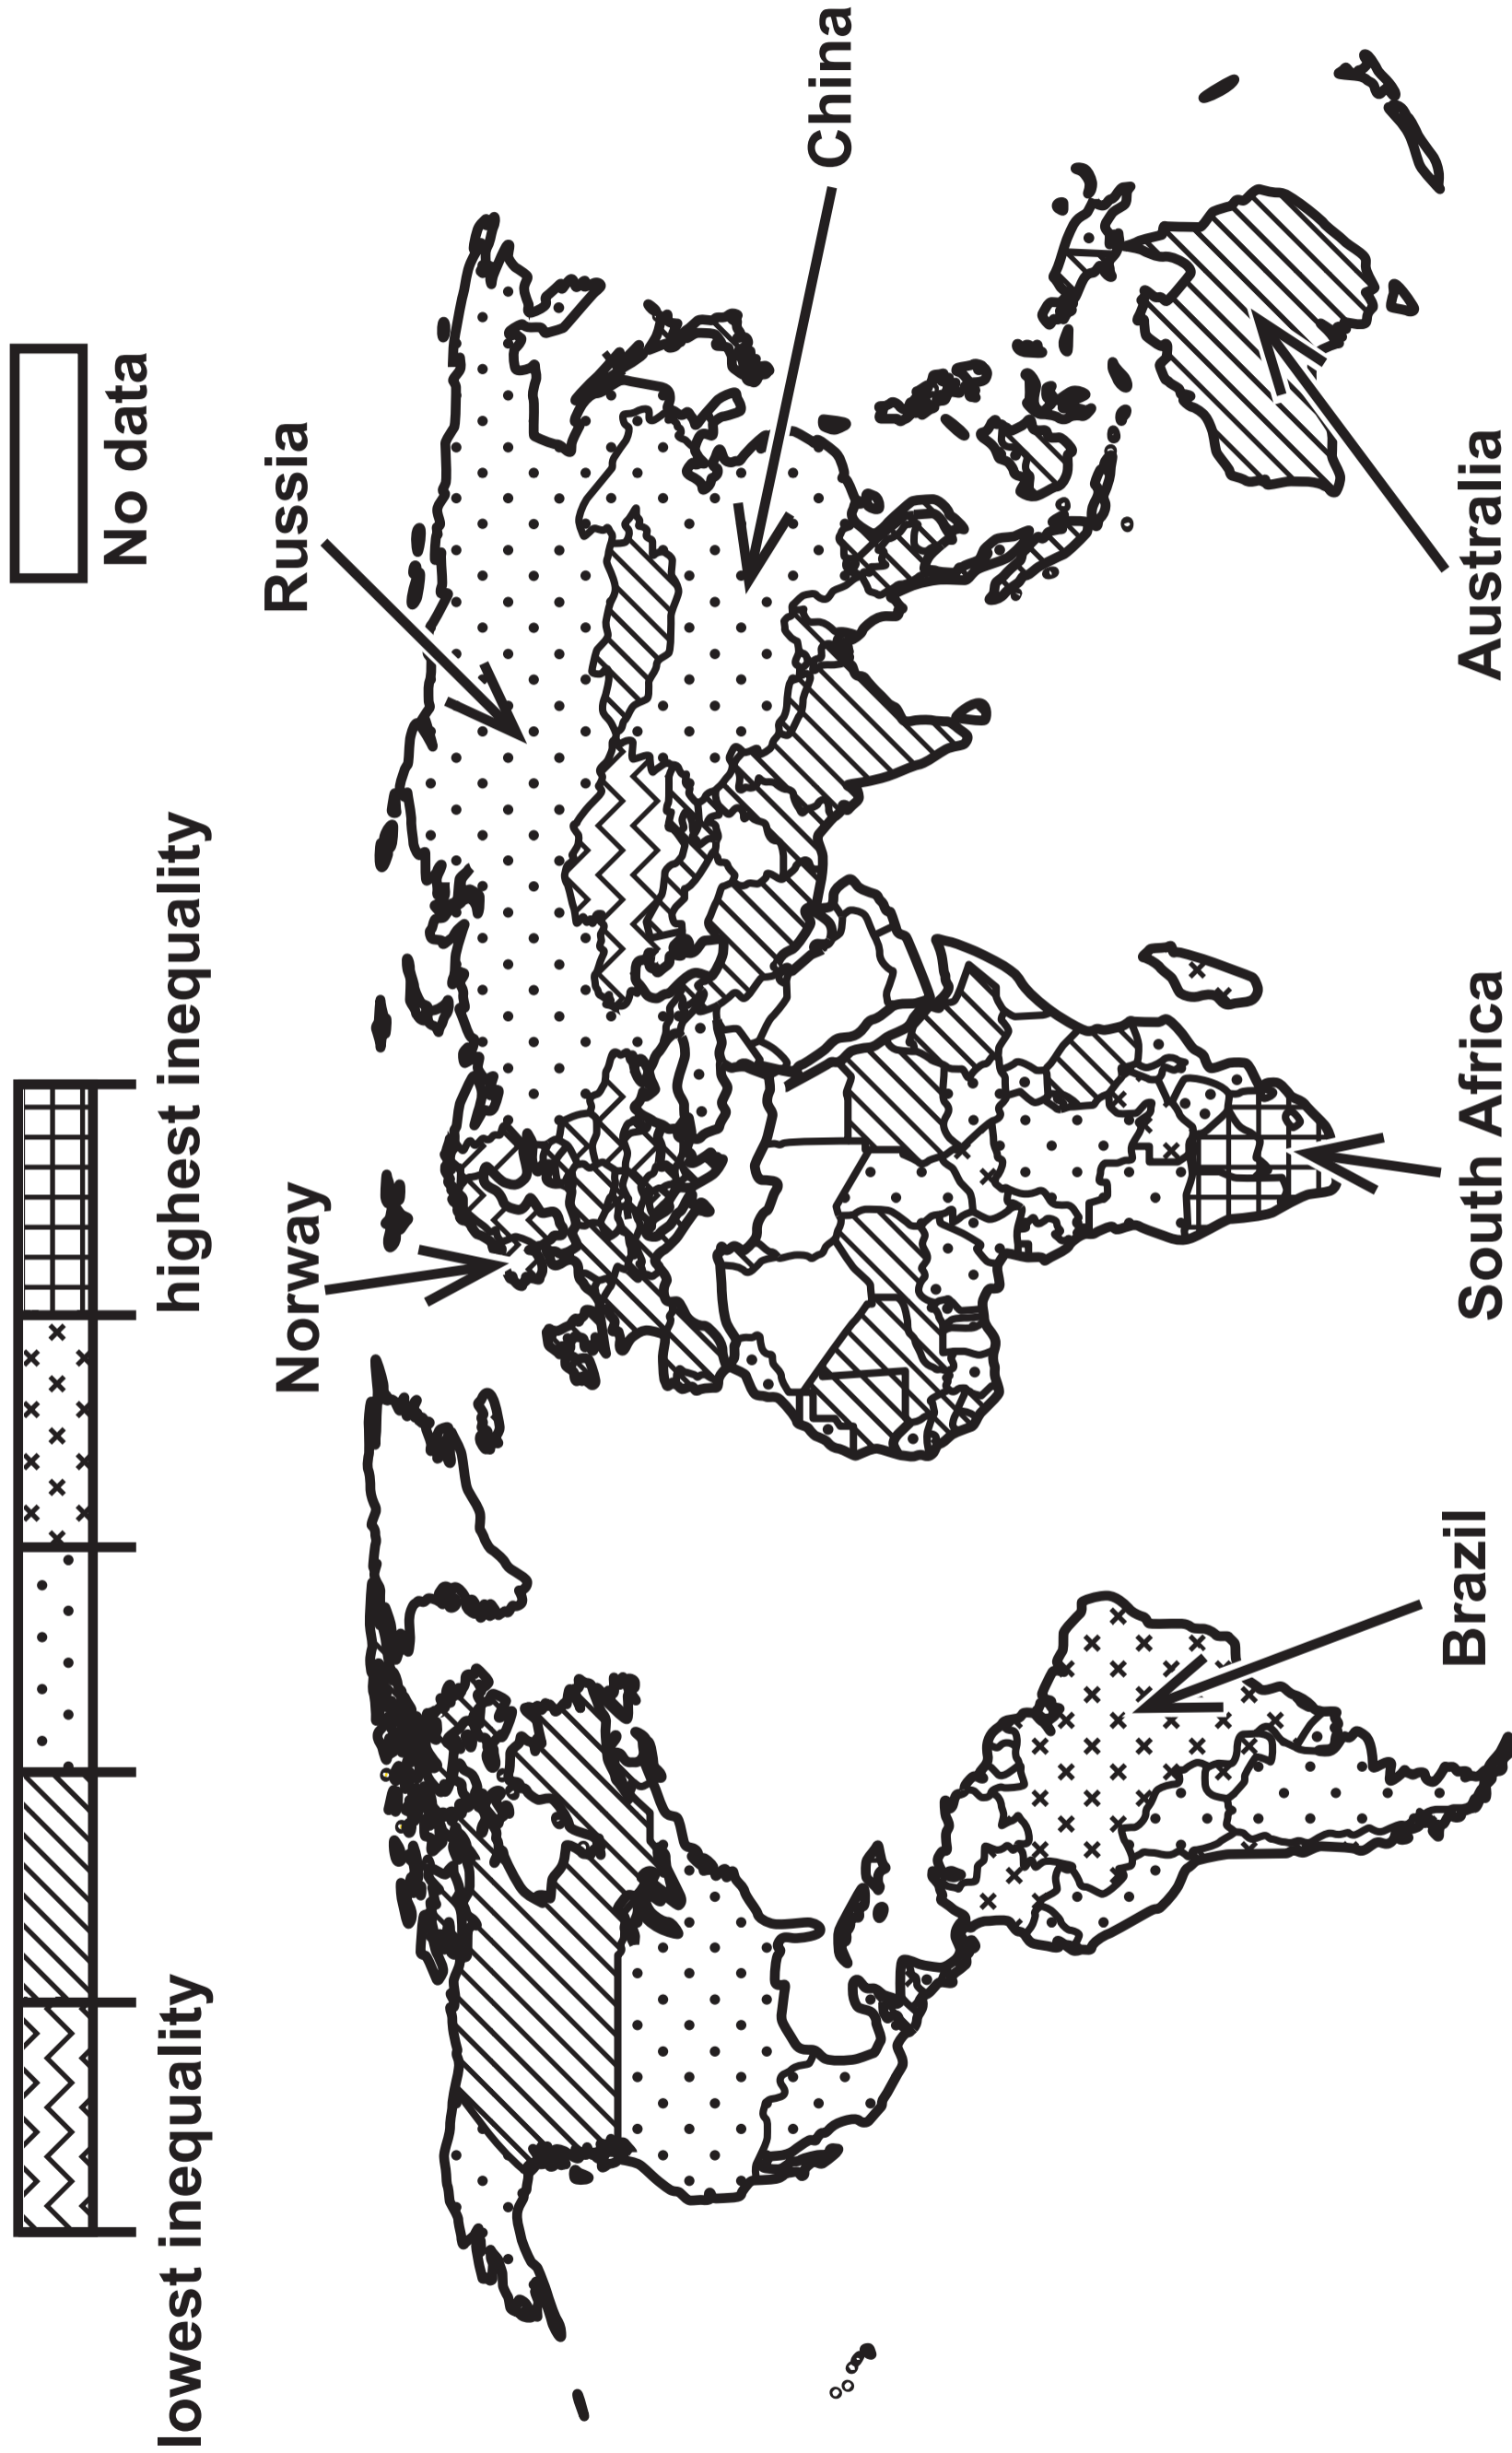 No data
lowest inequality
highest inequality
Norway
Russia
China
Brazil
South Africa
Australia